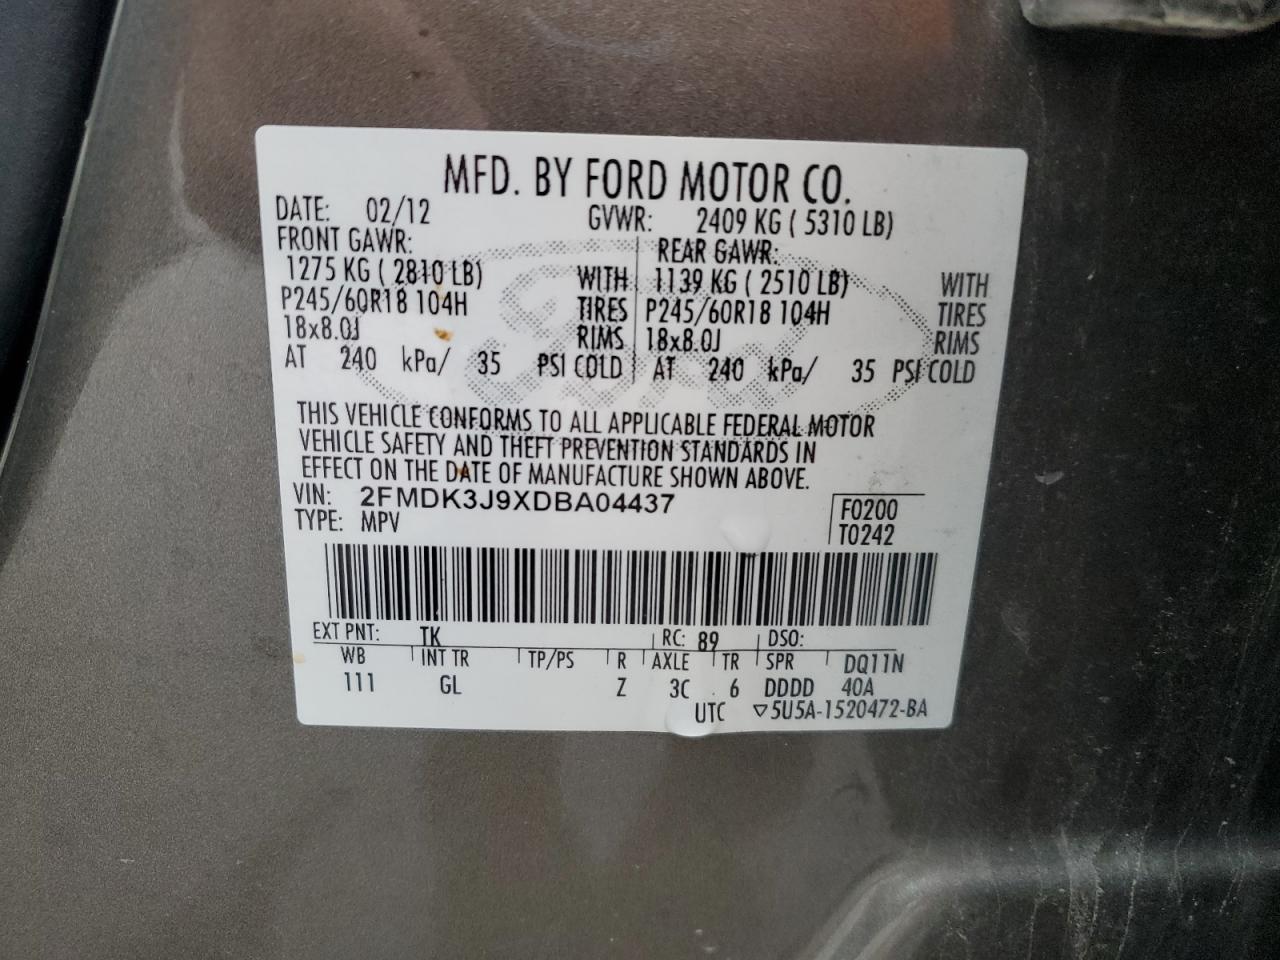 MFD. BY FORD MOTOR CO.
DATE: 02/12 GVWR: 2409 KG ( 5310 LB)
FRONT GAWR: REAR GAWR:
1275 KG ( 2810 LB) WITH 1139 KG ( 2510 LB) WITH
P245/60R18 104H TIRES P245/60R18 104H TIRES
18x8.0J RIMS 18x8.0J RIMS
AT 240 kPa/ 35 PSI COLD AT 240 kPa/ 35 PSI COLD
Ford
THIS VEHICLE CONFORMS TO ALL APPLICABLE FEDERAL MOTOR
VEHICLE SAFETY AND THEFT PREVENTION STANDARDS IN
EFFECT ON THE DATE OF MANUFACTURE SHOWN ABOVE.
VIN: 2FMDK3J9XDBA04437
TYPE: MPV
F0200
T0242
EXT PNT: TK RC: 89 DSO:
WB INT TR TP/PS R AXLE TR SPR DQ11N
111 GL Z 3C 6 DDDD 40A
UTC ▽5U5A-1520472-BA